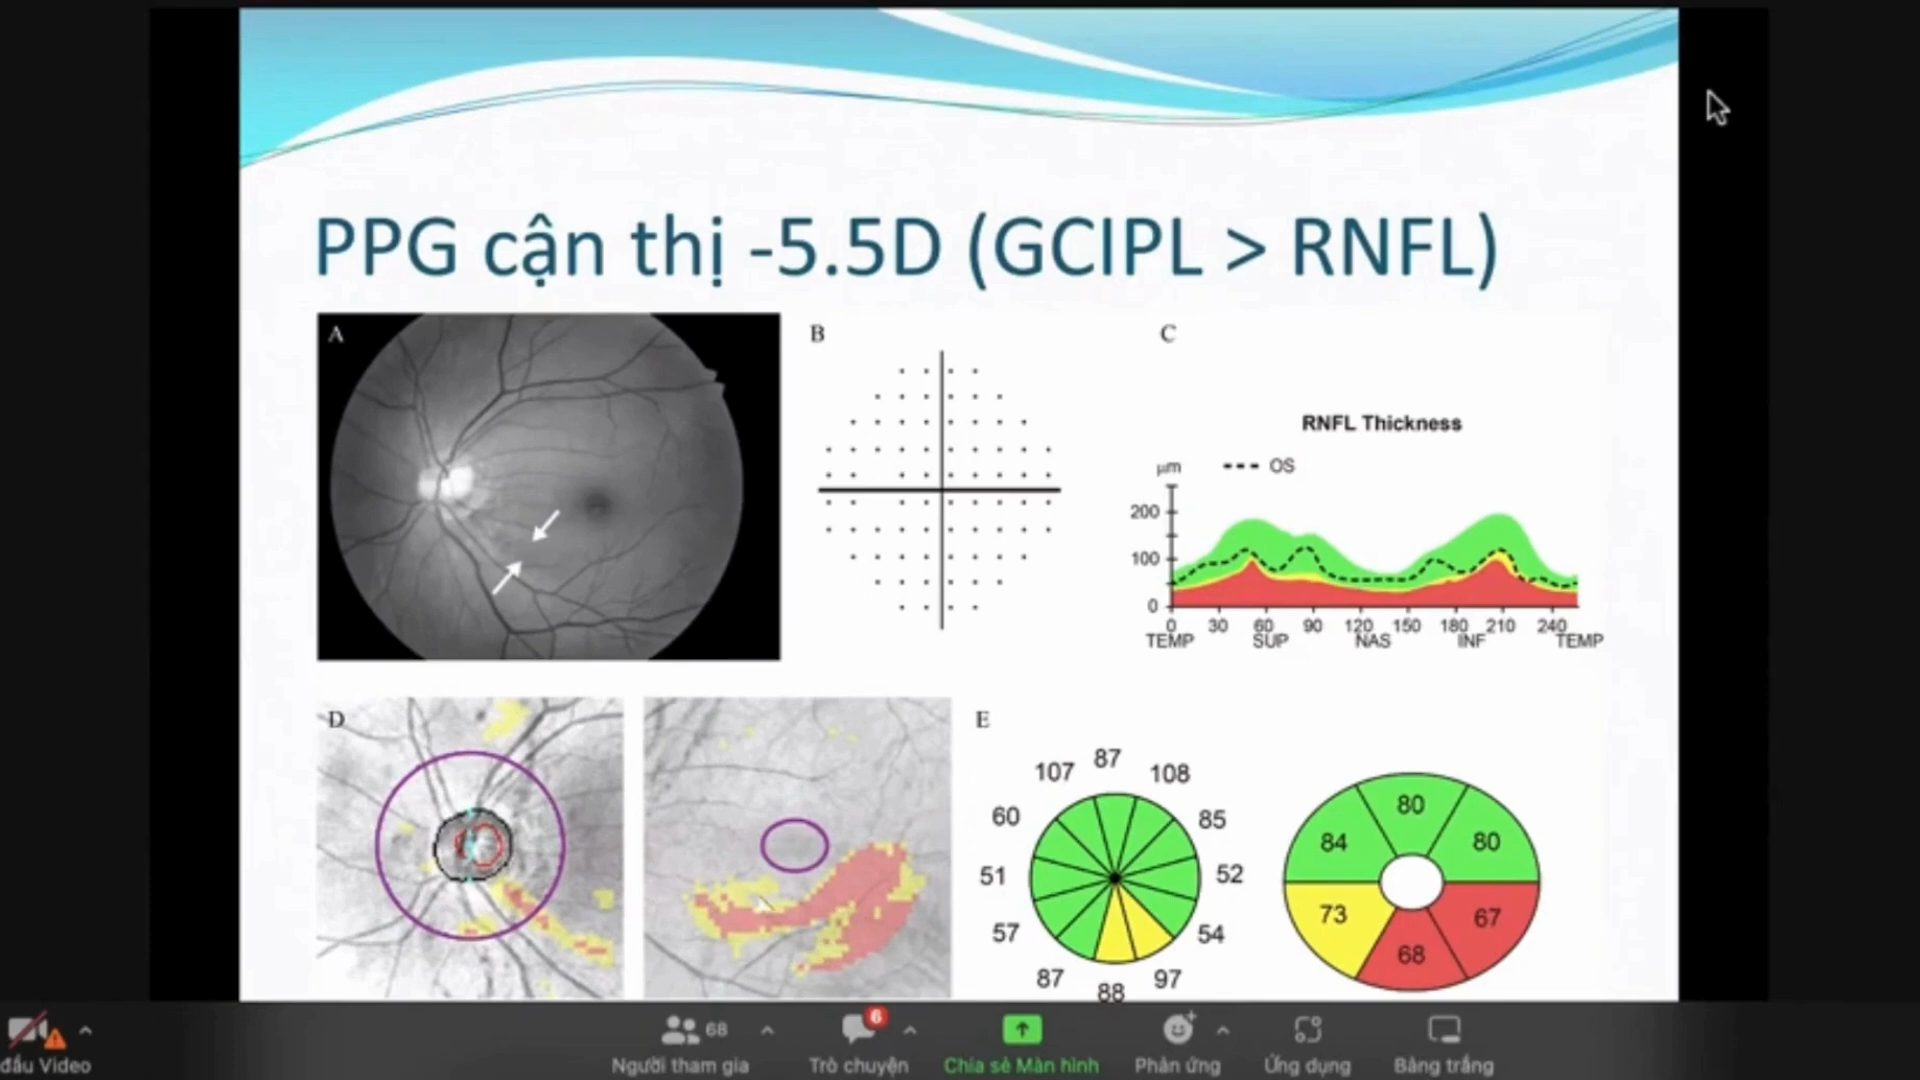 PPG cận thị -5.5D (GCIPL > RNFL)
A
B
C
RNFL Thickness
µm
OS
200
100
0
0 30 60 90 120 150 180 210 240
TEMP SUP NAS INF TEMP
D
E
107 87 108
60 85
51 52
57 54
87 88 97
80
84 80
73 67
68
đầu Video
68
Người tham gia
6
Trò chuyện
Chia sẻ Màn hình
Phản ứng
Ứng dụng
Bảng trắng